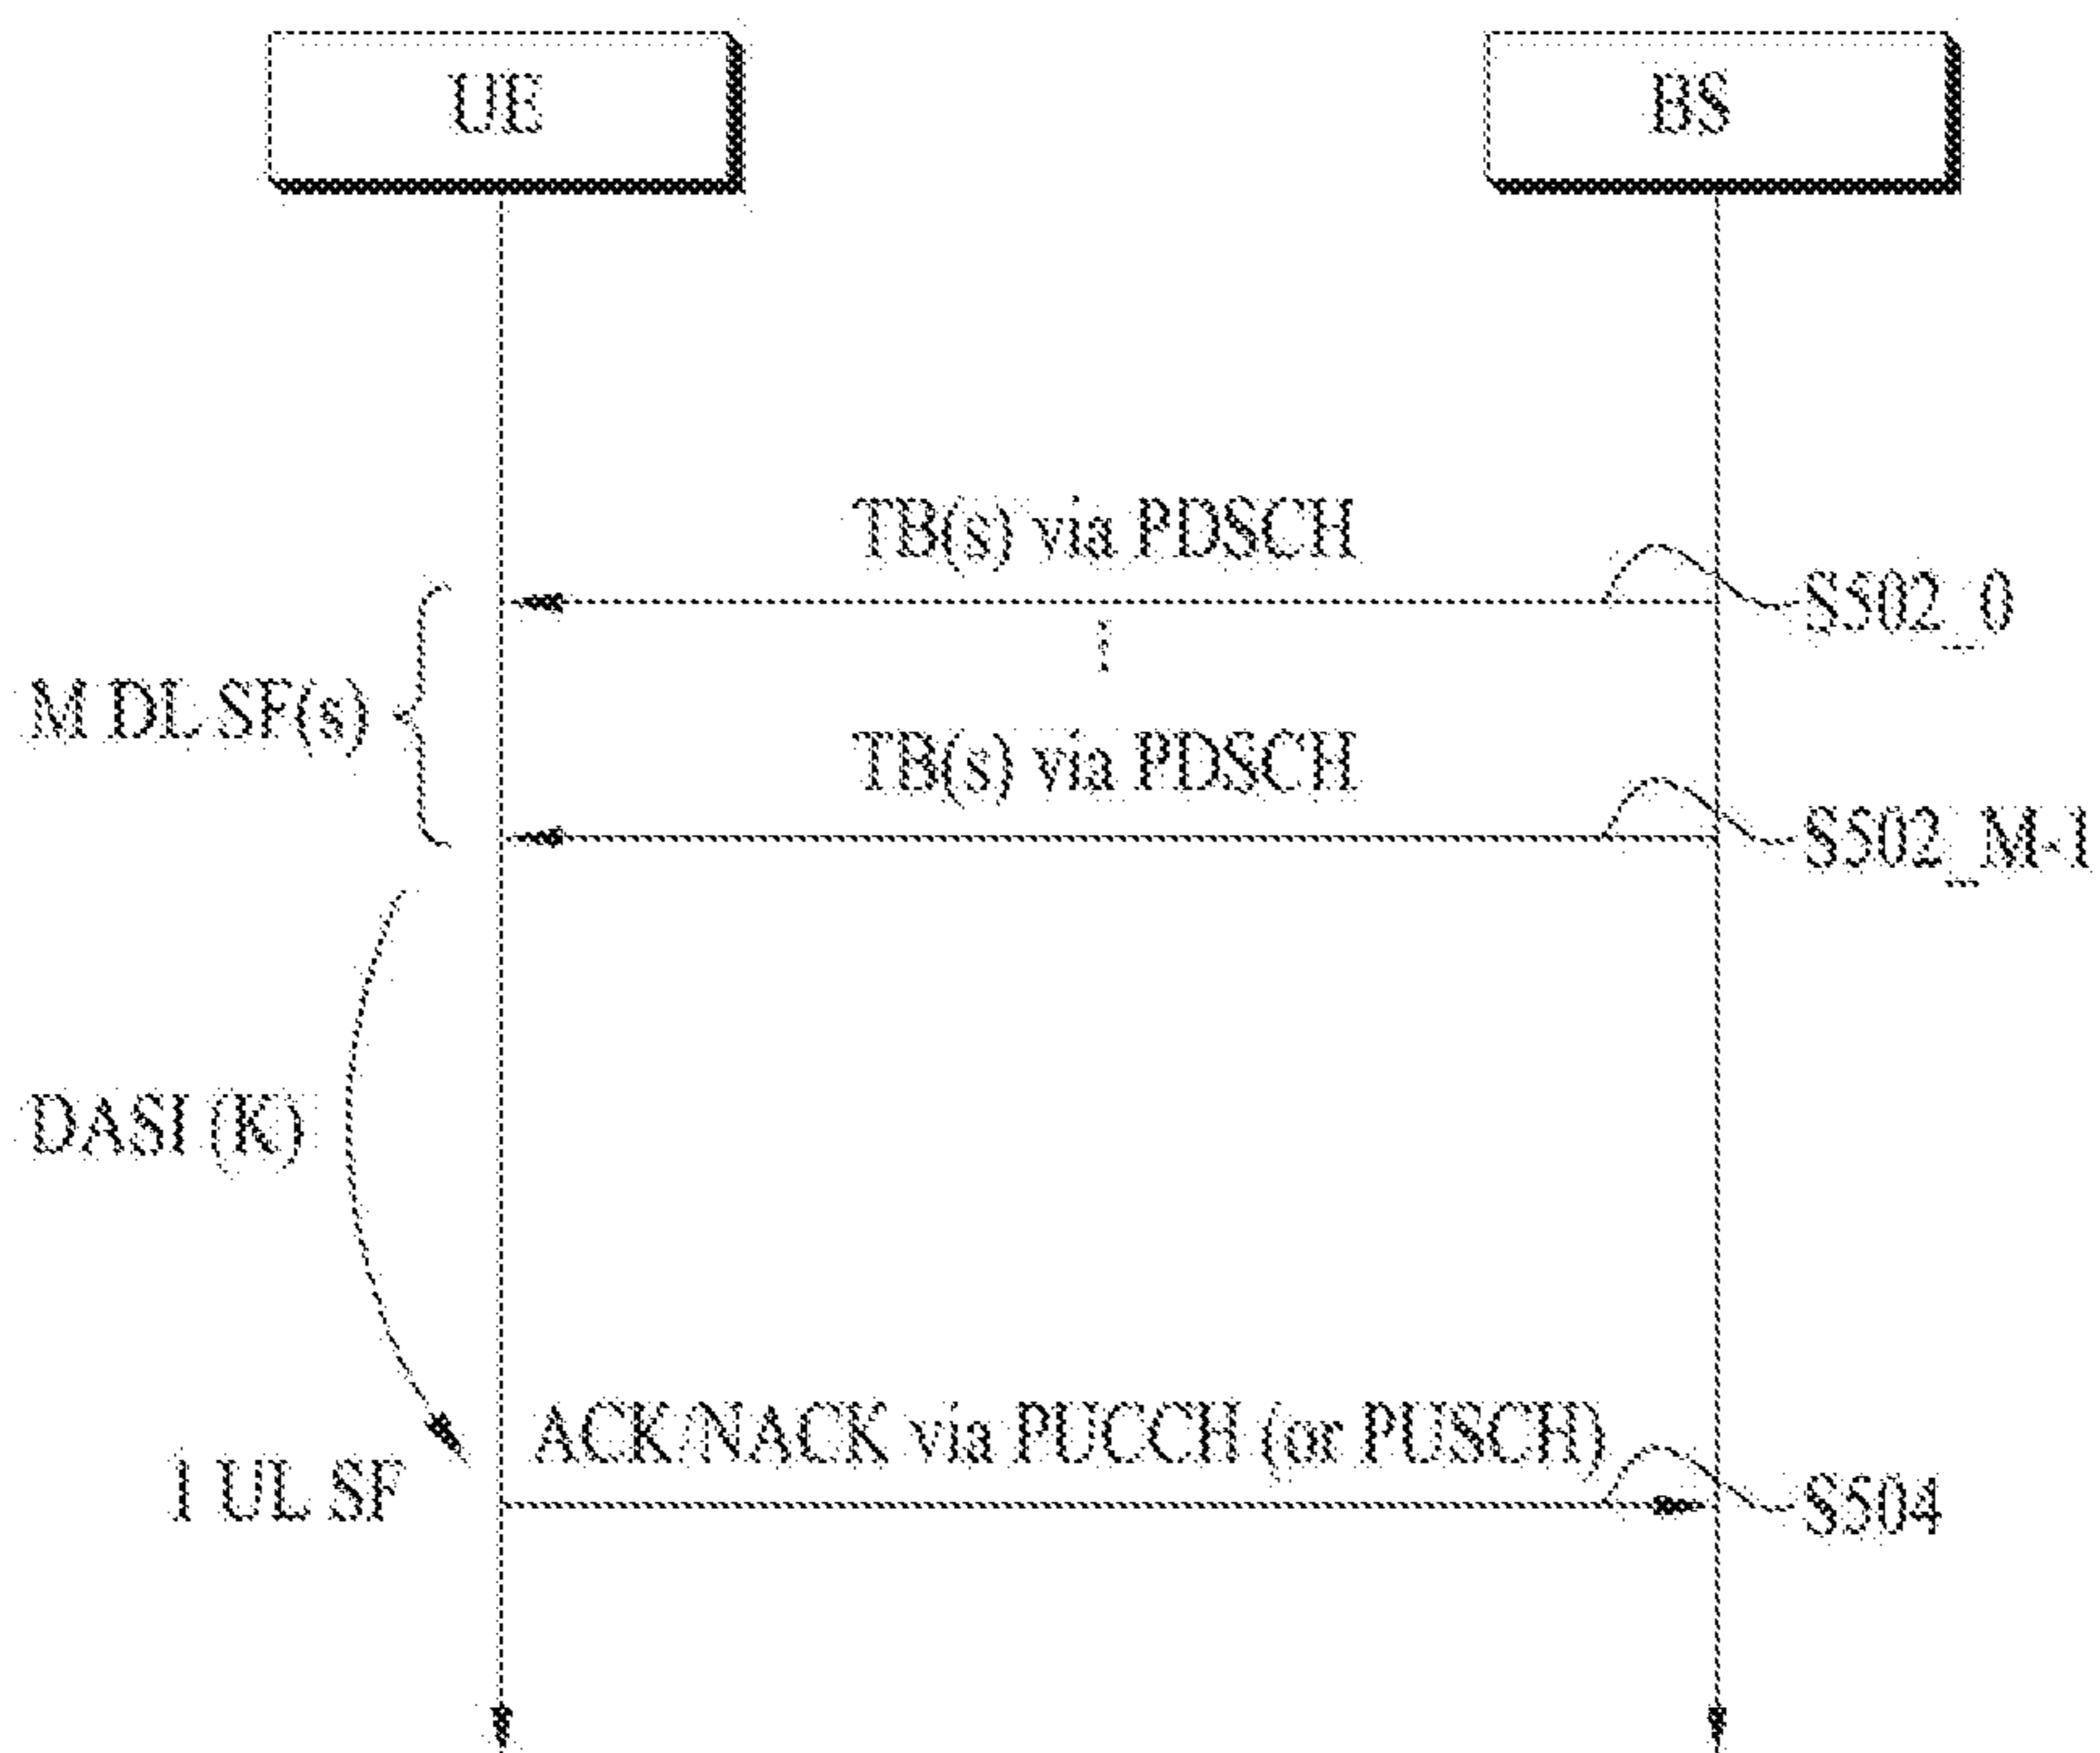 UE
BS
TB(s) via PDSCH
S502_0
M DL SF(s)
TB(s) via PDSCH
S502_M-1
DASI (K)
ACK/NACK via PUCCH (or PUSCH)
1 UL SF
S504